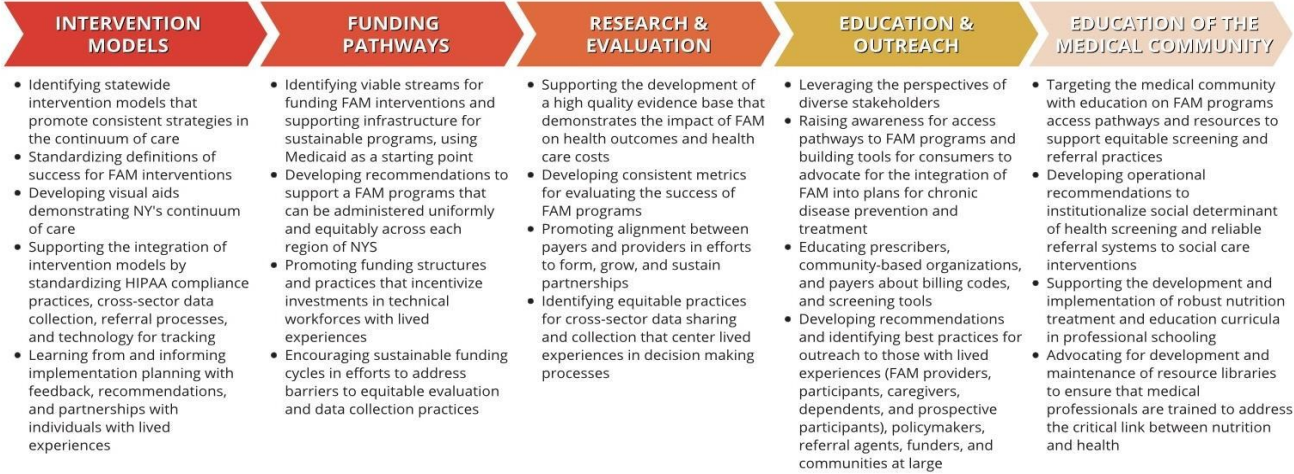 INTERVENTION
MODELS
• Identifying statewide
intervention models that
promote consistent strategies in
the continuum of care
• Standardizing definitions of
success for FAM interventions
• Developing visual aids
demonstrating NY's continuum
of care
• Supporting the integration of
intervention models by
standardizing HIPAA compliance
practices, cross-sector data
collection, referral processes,
and technology for tracking
• Learning from and informing
implementation planning with
feedback, recommendations,
and partnerships with
individuals with lived
experiences
FUNDING
PATHWAYS
• Identifying viable streams for
funding FAM interventions and
supporting infrastructure for
sustainable programs, using
Medicaid as a starting point
• Developing recommendations to
support a FAM programs that
can be administered uniformly
and equitably across each
region of NYS
• Promoting funding structures
and practices that incentivize
investments in technical
workforces with lived
experiences
• Encouraging sustainable funding
cycles in efforts to address
barriers to equitable evaluation
and data collection practices
RESEARCH &
EVALUATION
• Supporting the development of
a high quality evidence base that
demonstrates the impact of FAM
on health outcomes and health
care costs
• Developing consistent metrics
for evaluating the success of
FAM programs
• Promoting alignment between
payers and providers in efforts
to form, grow, and sustain
partnerships
• Identifying equitable practices
for cross-sector data sharing
and collection that center lived
experiences in decision making
processes
EDUCATION &
OUTREACH
• Leveraging the perspectives of
diverse stakeholders
• Raising awareness for access
pathways to FAM programs and
building tools for consumers to
advocate for the integration of
FAM into plans for chronic
disease prevention and
treatment
• Educating prescribers,
community-based organizations,
and payers about billing codes,
and screening tools
• Developing recommendations
and identifying best practices for
outreach to those with lived
experiences (FAM providers,
participants, caregivers,
dependents, and prospective
participants), policymakers,
referral agents, funders, and
communities at large
EDUCATION OF THE
MEDICAL COMMUNITY
• Targeting the medical community
with education on FAM programs
access pathways and resources to
support equitable screening and
referral practices
• Developing operational
recommendations to
institutionalize social determinant
of health screening and reliable
referral systems to social care
interventions
• Supporting the development and
implementation of robust nutrition
treatment and education curricula
in professional schooling
• Advocating for development and
maintenance of resource libraries
to ensure that medical
professionals are trained to address
the critical link between nutrition
and health